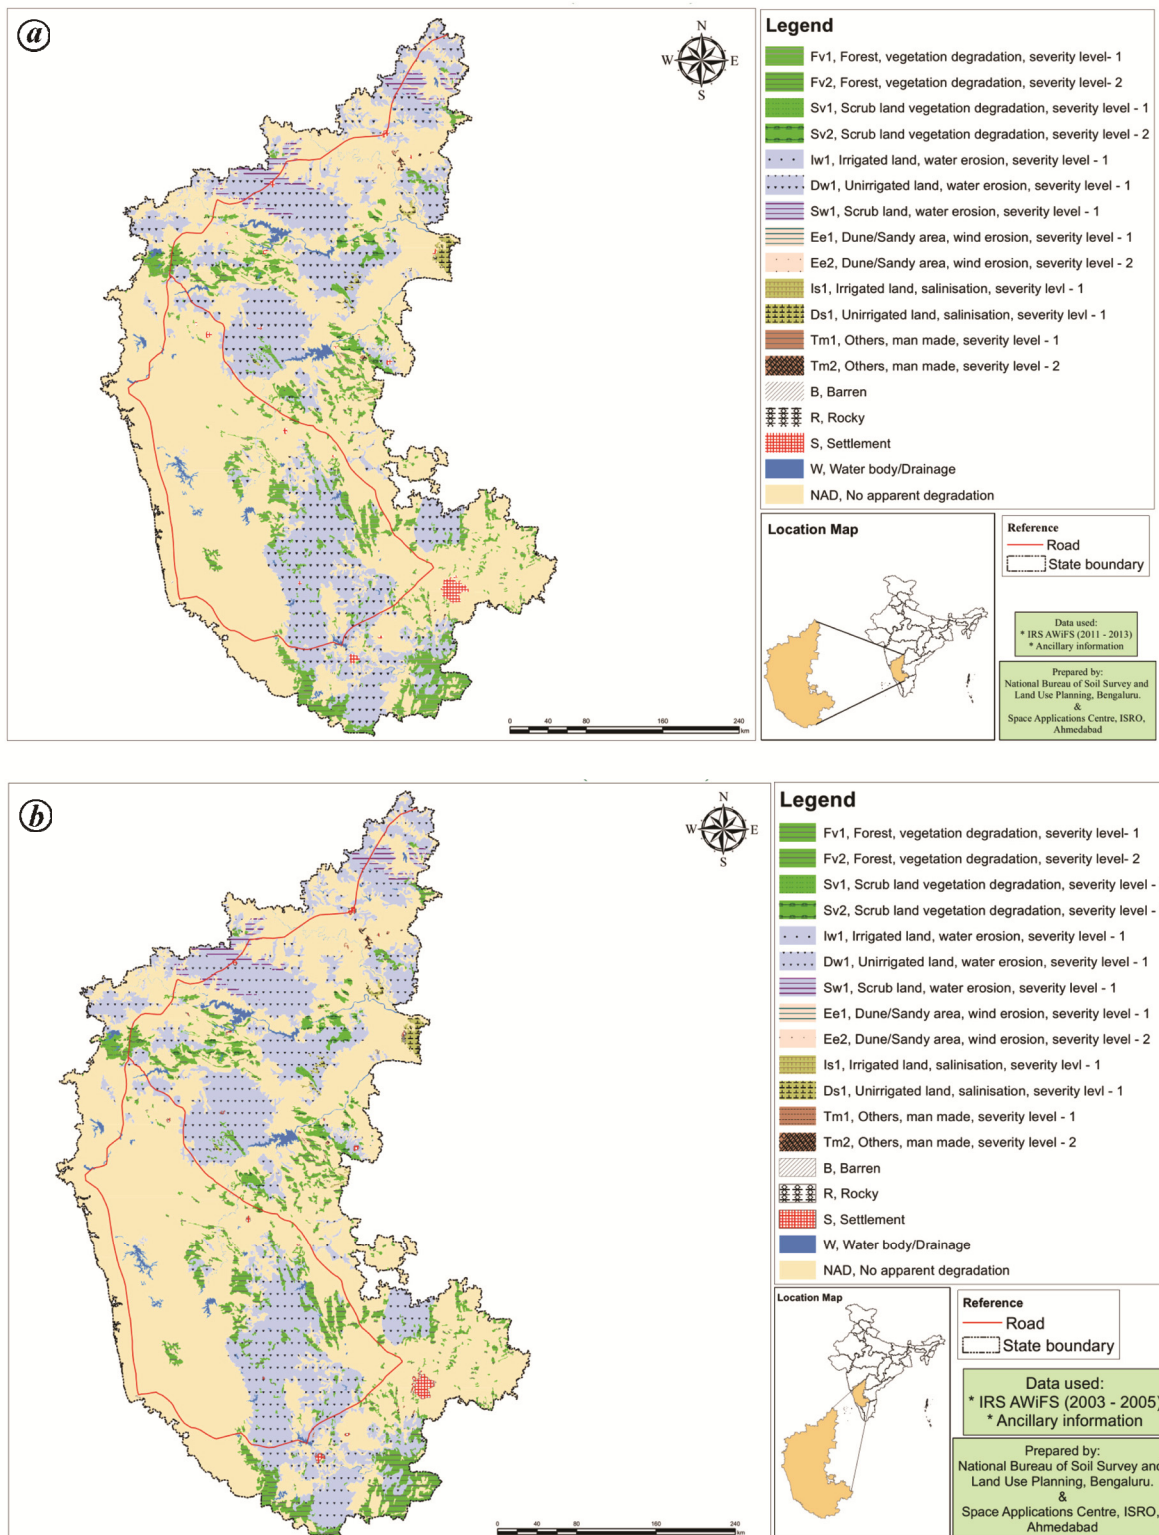 a
N
W E
S
Legend
Fv1, Forest, vegetation degradation, severity level- 1
Fv2, Forest, vegetation degradation, severity level- 2
Sv1, Scrub land vegetation degradation, severity level - 1
Sv2, Scrub land vegetation degradation, severity level - 2
Iw1, Irrigated land, water erosion, severity level - 1
Dw1, Unirrigated land, water erosion, severity level - 1
Sw1, Scrub land, water erosion, severity level - 1
Ee1, Dune/Sandy area, wind erosion, severity level - 1
Ee2, Dune/Sandy area, wind erosion, severity level - 2
Is1, Irrigated land, salinisation, severity levl - 1
Ds1, Unirrigated land, salinisation, severity levl - 1
Tm1, Others, man made, severity level - 1
Tm2, Others, man made, severity level - 2
B, Barren
R, Rocky
S, Settlement
W, Water body/Drainage
NAD, No apparent degradation
Location Map
Reference
Road
State boundary
Data used:
* IRS AWiFS (2011 - 2013)
* Ancillary information
Prepared by:
National Bureau of Soil Survey and
Land Use Planning, Bengaluru.
&
Space Applications Centre, ISRO,
Ahmedabad
0 40 80 160 240
km
b
N
W E
S
Legend
Fv1, Forest, vegetation degradation, severity level- 1
Fv2, Forest, vegetation degradation, severity level- 2
Sv1, Scrub land vegetation degradation, severity level -
Sv2, Scrub land vegetation degradation, severity level -
Iw1, Irrigated land, water erosion, severity level - 1
Dw1, Unirrigated land, water erosion, severity level - 1
Sw1, Scrub land, water erosion, severity level - 1
Ee1, Dune/Sandy area, wind erosion, severity level - 1
Ee2, Dune/Sandy area, wind erosion, severity level - 2
Is1, Irrigated land, salinisation, severity levl - 1
Ds1, Unirrigated land, salinisation, severity levl - 1
Tm1, Others, man made, severity level - 1
Tm2, Others, man made, severity level - 2
B, Barren
R, Rocky
S, Settlement
W, Water body/Drainage
NAD, No apparent degradation
Location Map
Reference
Road
State boundary
Data used:
* IRS AWiFS (2003 - 2005)
* Ancillary information
Prepared by:
National Bureau of Soil Survey and
Land Use Planning, Bengaluru.
&
Space Applications Centre, ISRO,
Ahmedabad
0 20 40 80 160 240
km